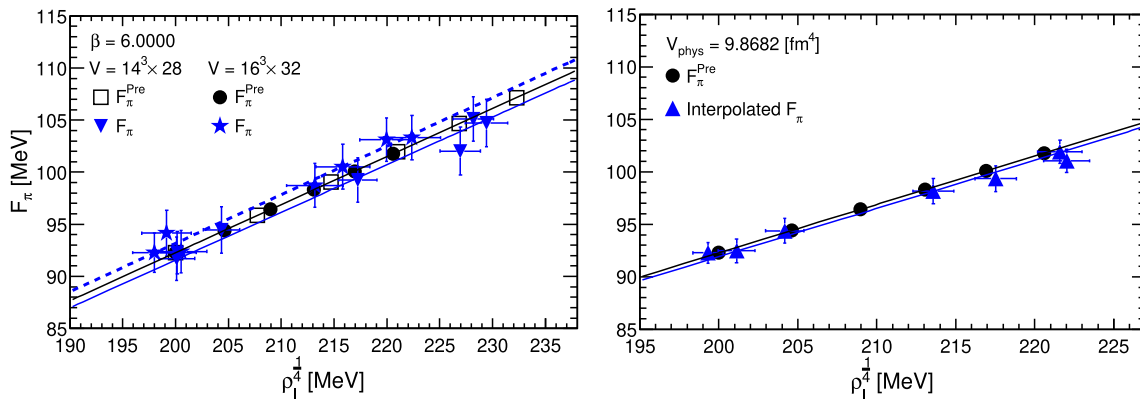 115
110
105
100
95
90
85
F_π [MeV]
β = 6.0000
V = 14³× 28 V = 16³× 32
F_π^Pre F_π^Pre
F_π F_π
190 195 200 205 210 215 220 225 230 235
ρ_I^{1/4} [MeV]
115
110
105
100
95
90
85
V_phys = 9.8682 [fm⁴]
F_π^Pre
Interpolated F_π
195 200 205 210 215 220 225
ρ_I^{1/4} [MeV]